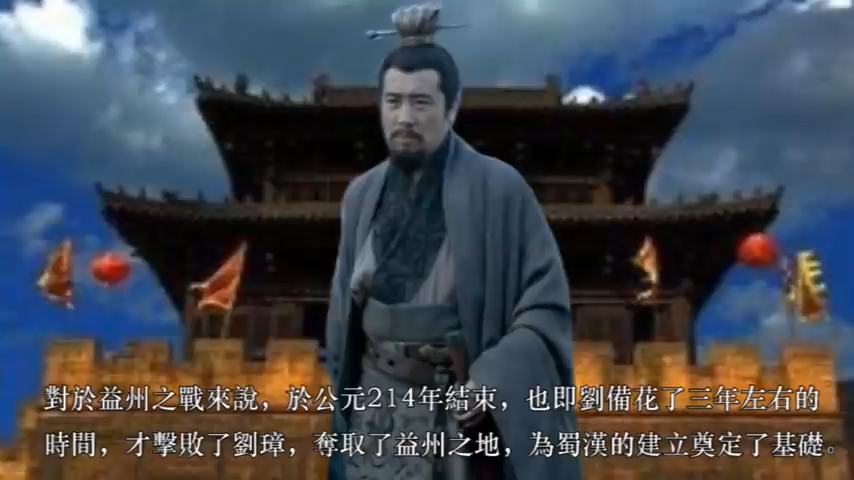 對於益州之戰來說，於公元214年結束，也即劉備花了三年左右的
時間，才擊敗了劉璋，奪取了益州之地，為蜀漢的建立奠定了基礎。